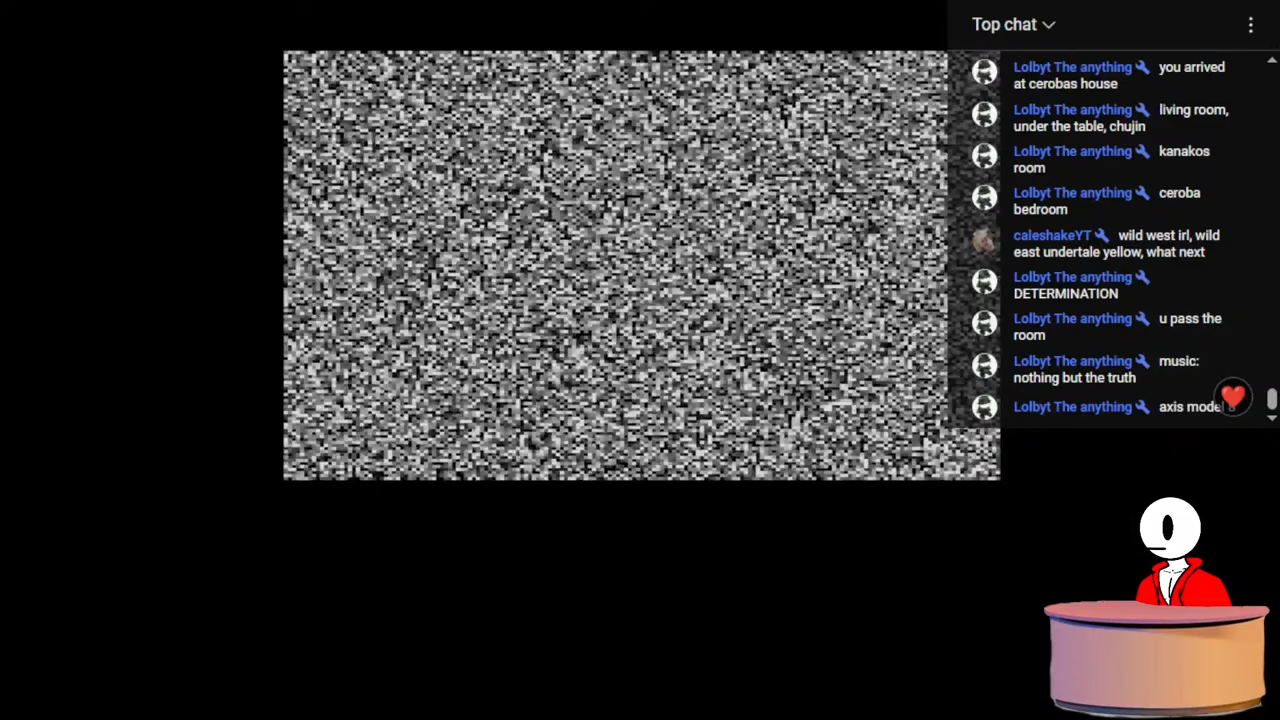 Top chat
Lolbyt The anything you arrived
at cerobas house
Lolbyt The anything living room,
under the table, chujin
Lolbyt The anything kanakos
room
Lolbyt The anything ceroba
bedroom
caleshakeYT wild west irl, wild
east undertale yellow, what next
Lolbyt The anything
DETERMINATION
Lolbyt The anything u pass the
room
Lolbyt The anything music:
nothing but the truth
Lolbyt The anything axis model